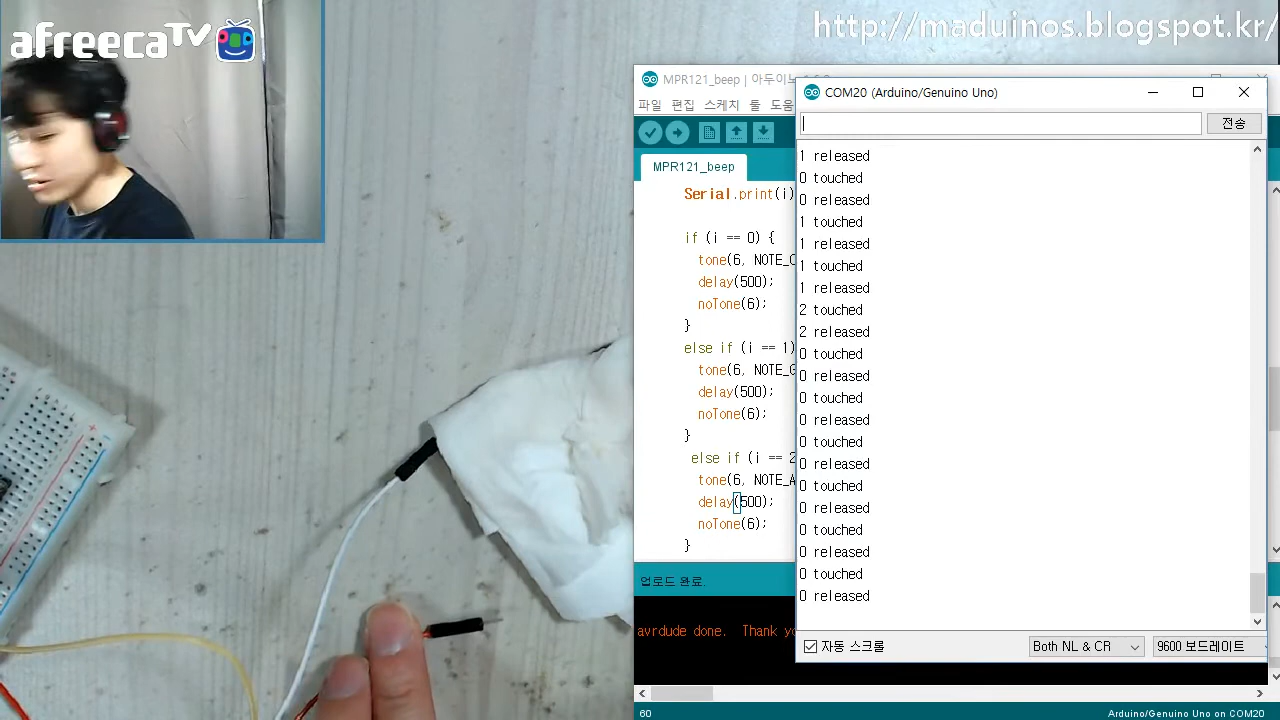 afreecaTV
http://maduinos.blogspot.kr/
MPR121_beep | 아두이노
파일 편집 스케치 툴 도움
MPR121_beep
Serial.print(i)
if (i == 0) {
tone(6, NOTE_
delay(500);
noTone(6);
}
else if (i == 1)
tone(6, NOTE_
delay(500);
noTone(6);
}
else if (i == 2
tone(6, NOTE_A
delay(500);
noTone(6);
}
업로드 완료.
avrdude done. Thank yo
60
Arduino/Genuino Uno on COM20
COM20 (Arduino/Genuino Uno)
전송
1 released
0 touched
0 released
1 touched
1 released
1 touched
1 released
2 touched
2 released
0 touched
0 released
0 touched
0 released
0 touched
0 released
0 touched
0 released
0 touched
0 released
0 touched
0 released
자동 스크롤
Both NL & CR
9600 보드레이트